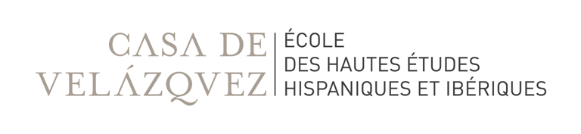 CASA DE
VELÁZQVEZ
ÉCOLE
DES HAUTES ÉTUDES
HISPANIQUES ET IBÉRIQUES